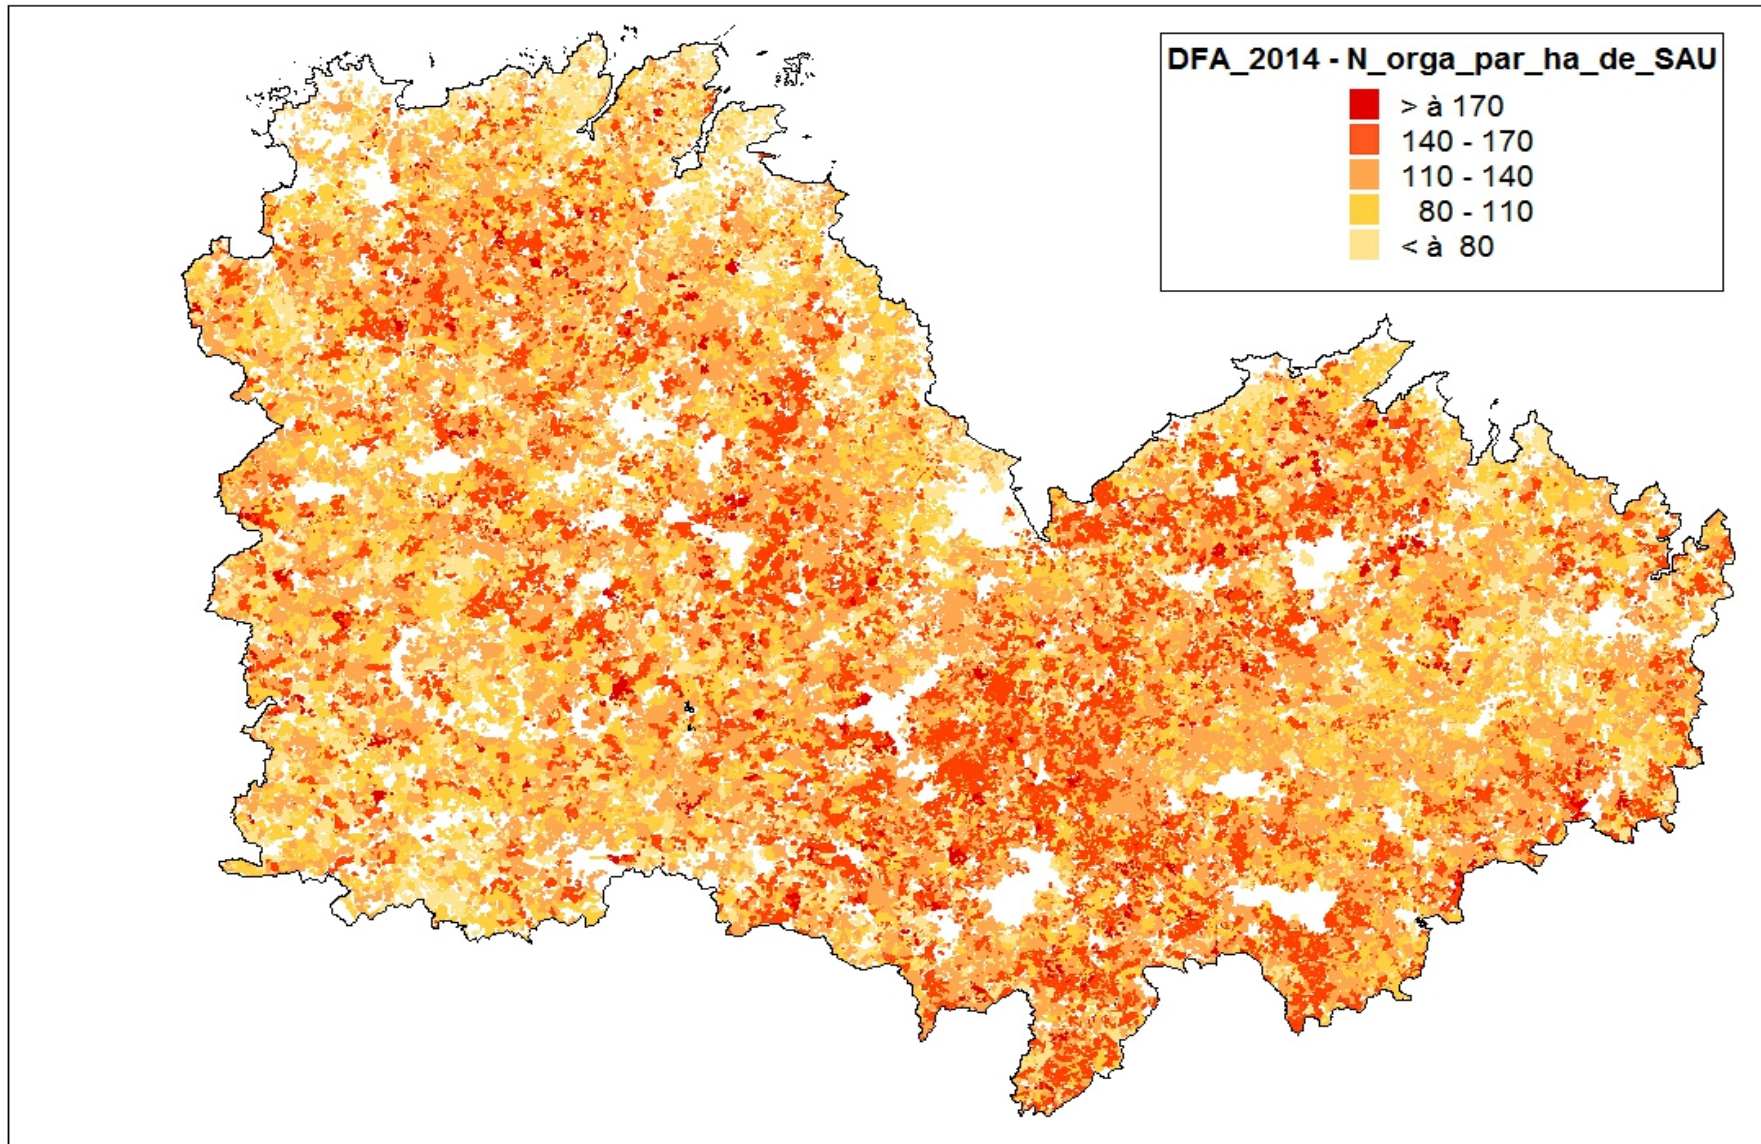 DFA_2014 - N_orga_par_ha_de_SAU
> à 170
140 - 170
110 - 140
80 - 110
< à 80